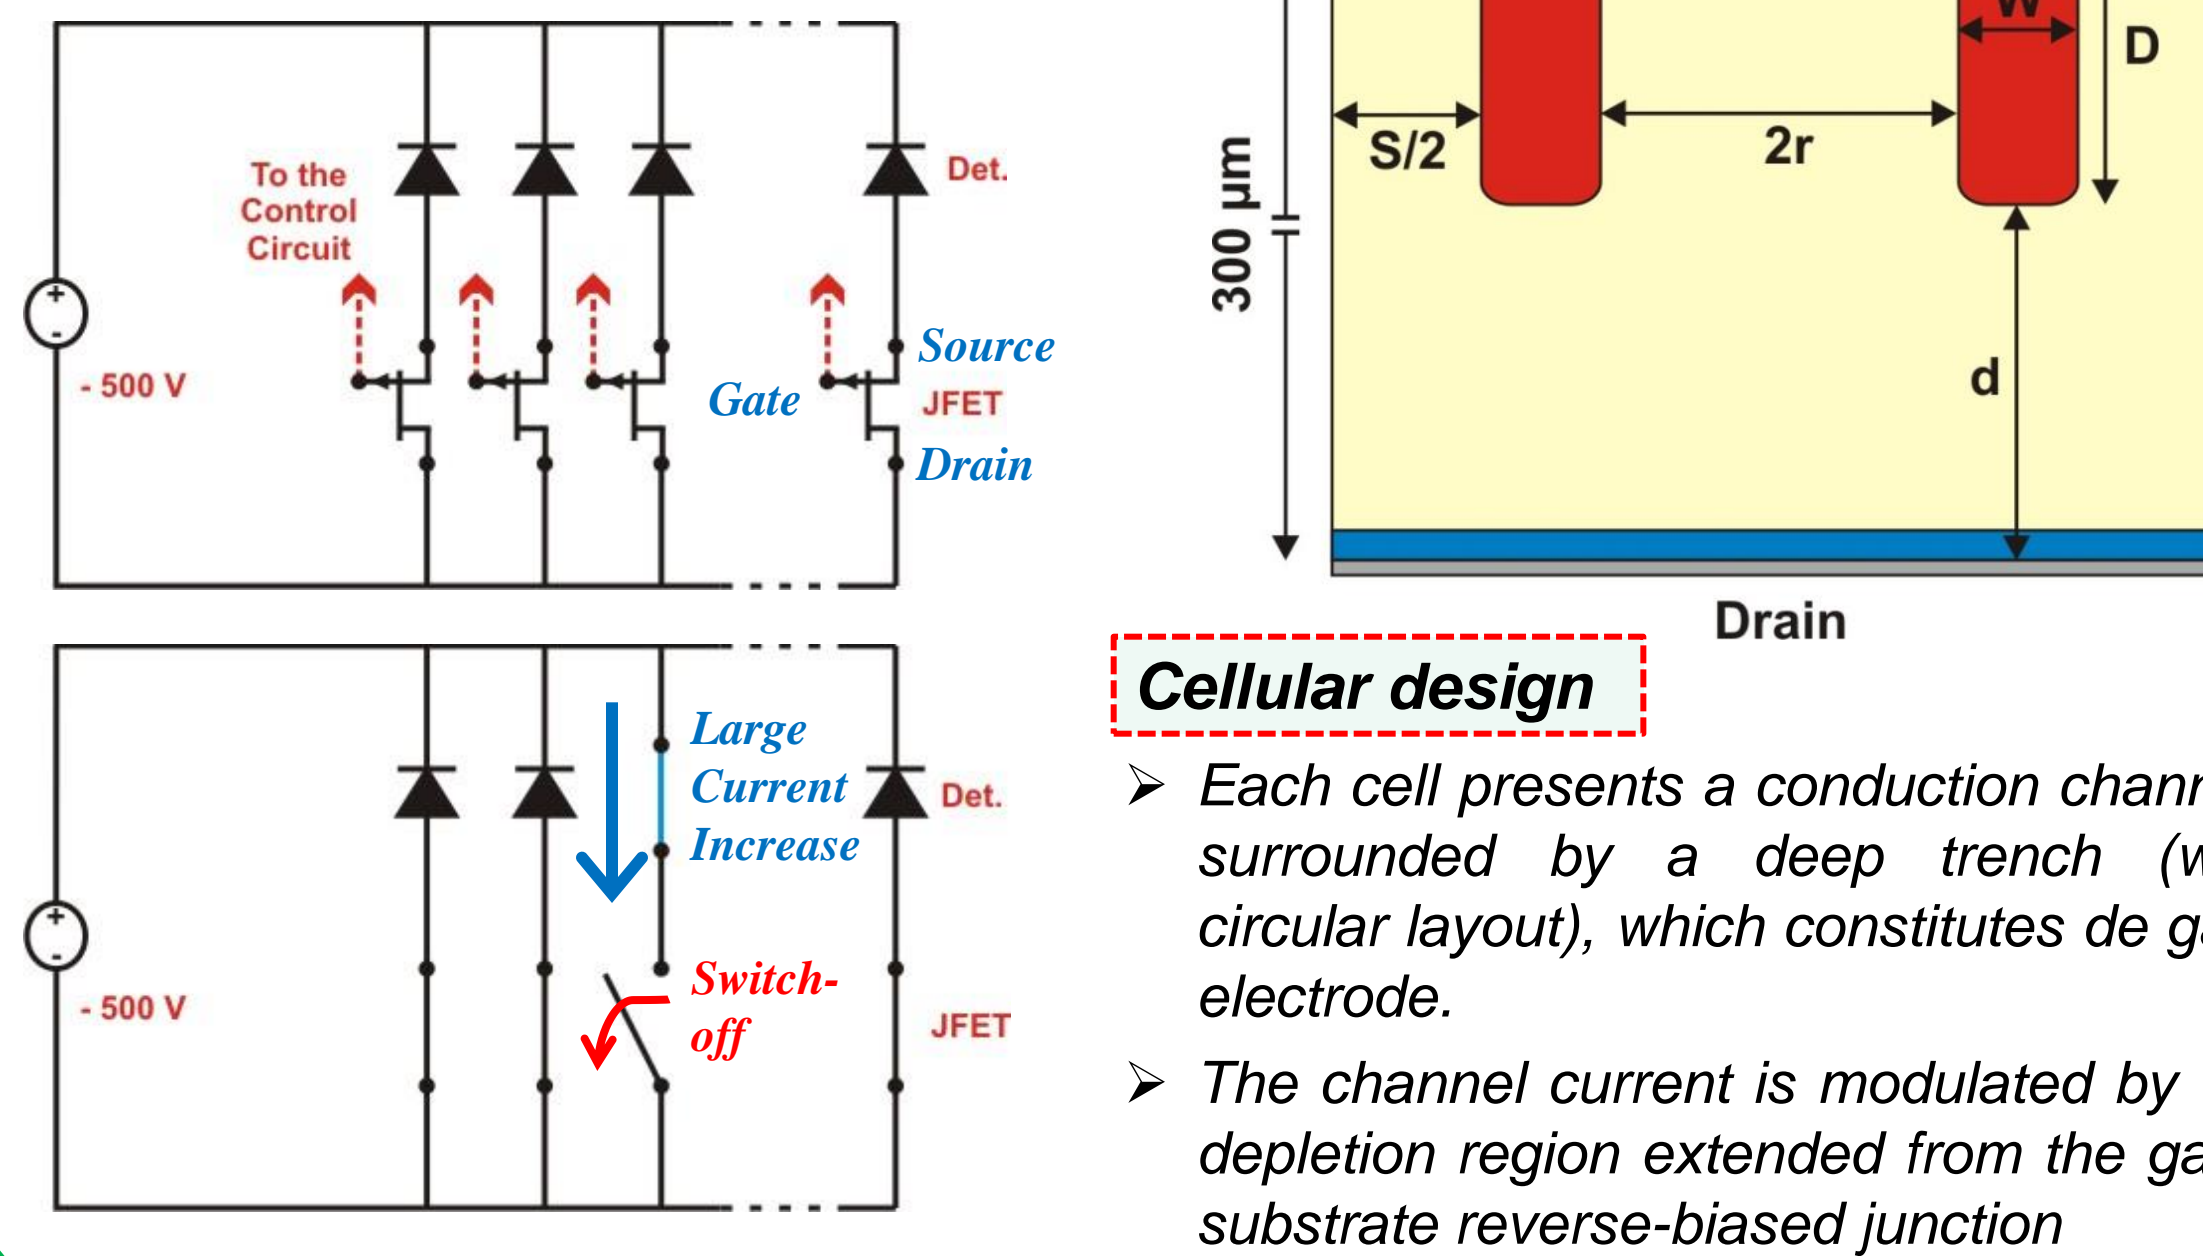 To the
Control
Circuit
Det.
+
-
- 500 V
Source
Gate
JFET
Drain
W
D
S/2
2r
300 µm
d
Drain
Large
Current
Increase
Det.
+
-
- 500 V
Switch-
off
JFET
Cellular design
➢ Each cell presents a conduction
surrounded by a deep trench
circular layout), which constitutes de
electrode.
➢ The channel current is modulated by
depletion region extended from the
substrate reverse-biased junction